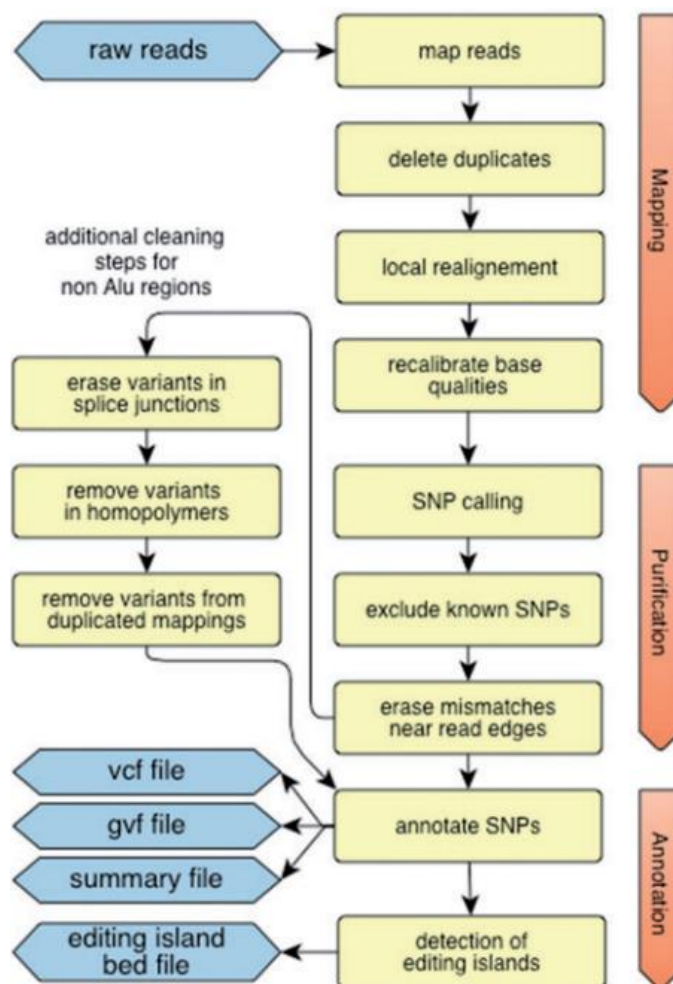 raw reads
map reads
delete duplicates
local realignement
recalibrate base
qualities
Mapping
additional cleaning
steps for
non Alu regions
erase variants in
splice junctions
remove variants
in homopolymers
remove variants from
duplicated mappings
SNP calling
exclude known SNPs
erase mismatches
near read edges
Purification
vcf file
gvf file
summary file
editing island
bed file
annotate SNPs
detection of
editing islands
Annotation